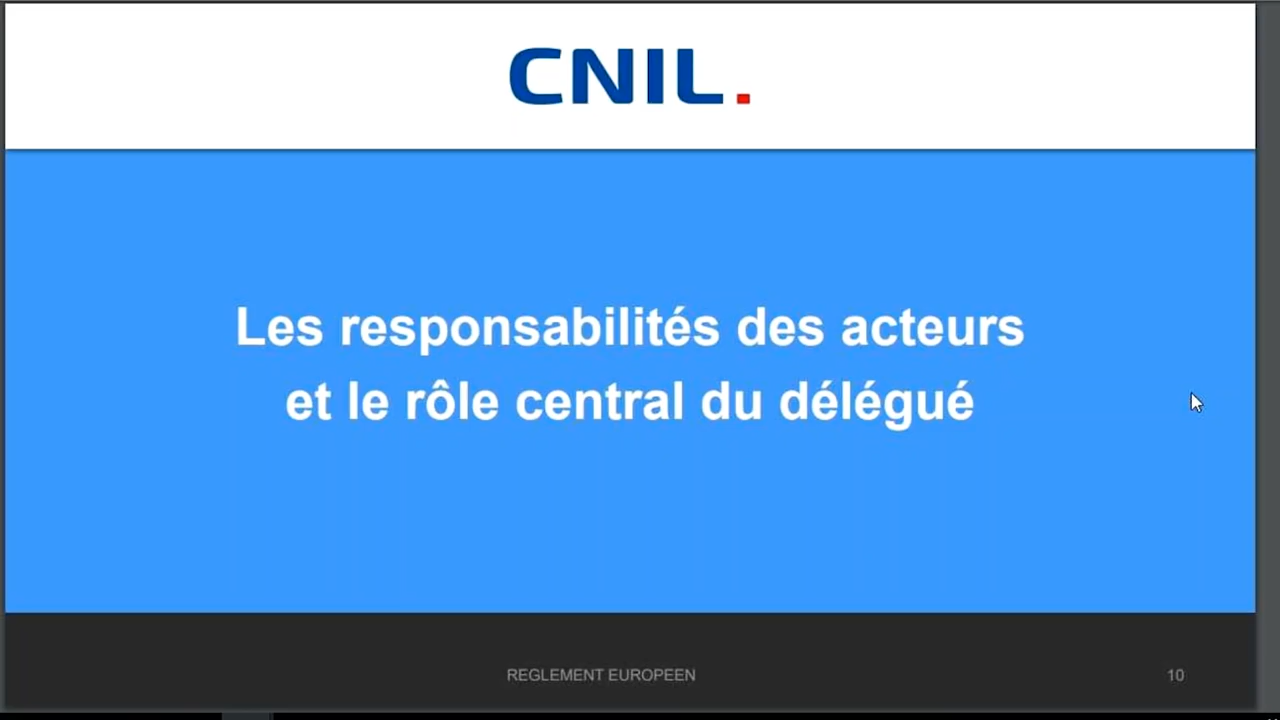 CNIL.
Les responsabilités des acteurs
et le rôle central du délégué
REGLEMENT EUROPEEN
10